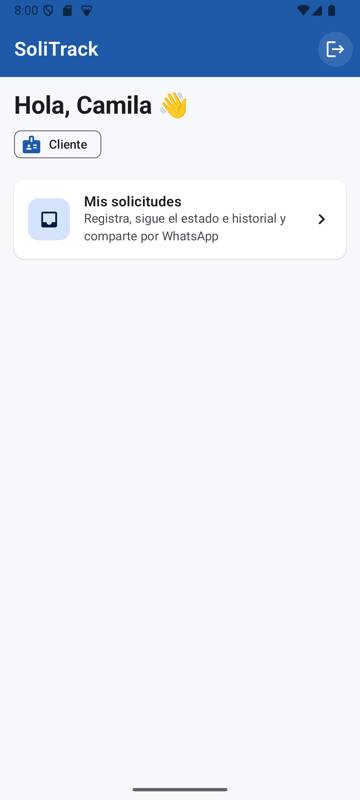 8:00
SoliTrack
Hola, Camila 👋
Cliente
Mis solicitudes
Registra, sigue el estado e historial y
comparte por WhatsApp